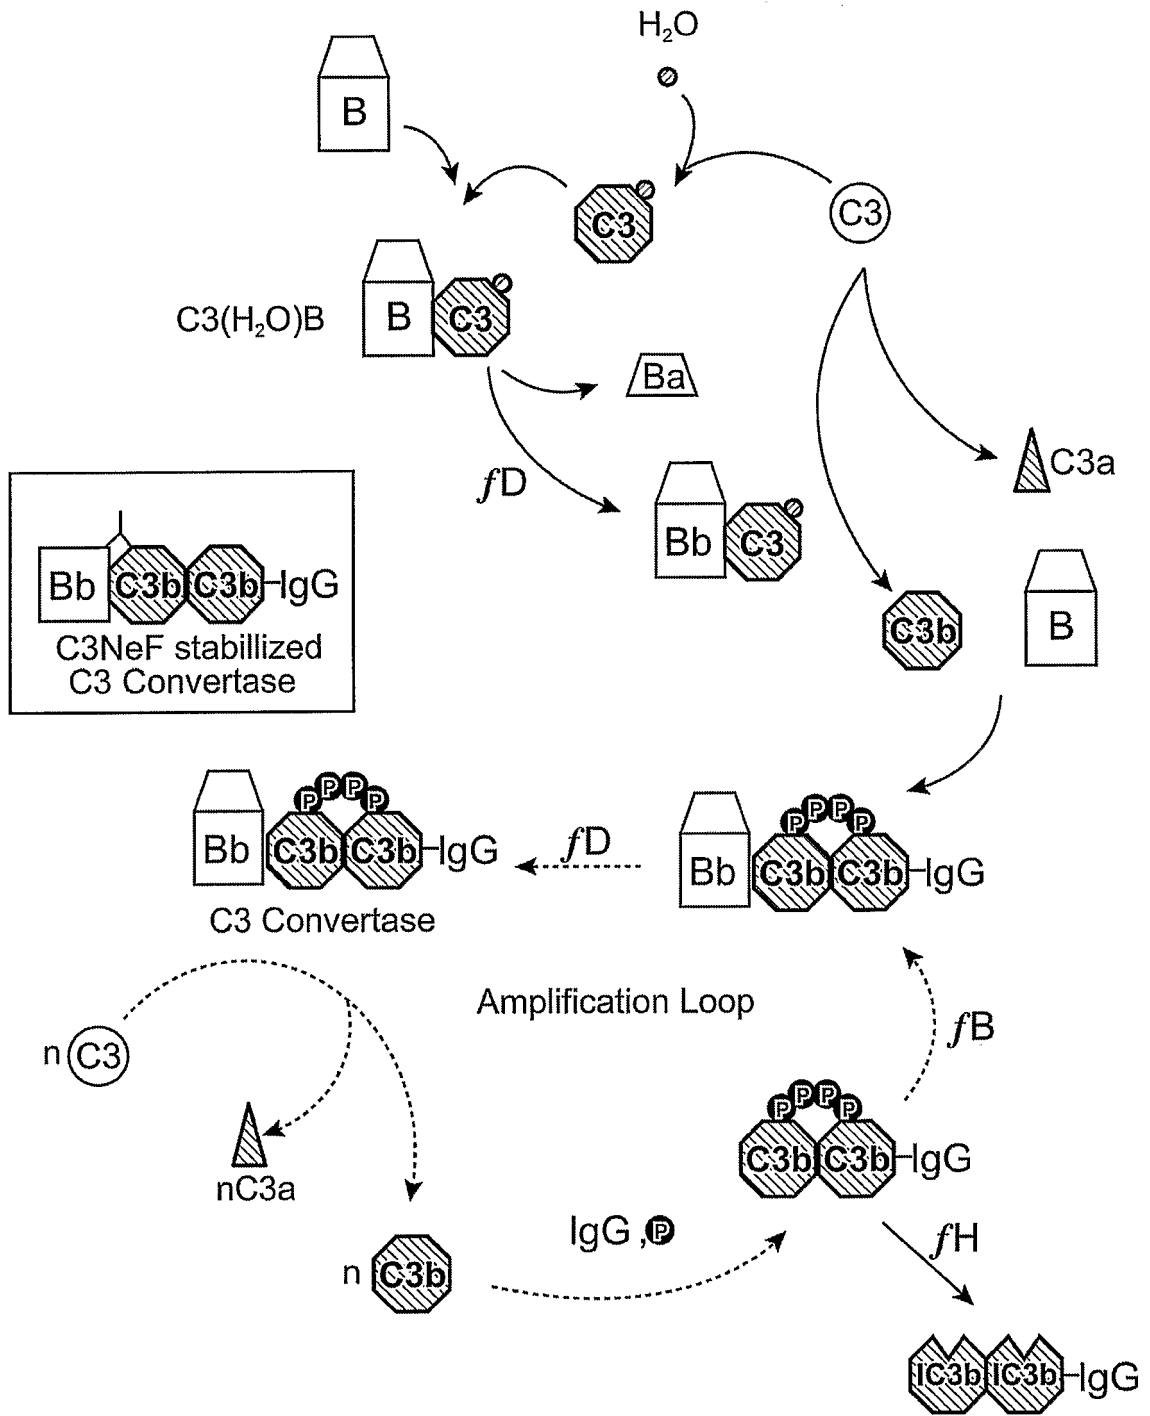 H₂O
B
C3
C3
C3(H₂O)B
B
C3
Ba
C3a
fD
Bb
C3
Bb
C3b
C3b
IgG
C3NeF stabillized
C3 Convertase
C3b
B
P P P P
Bb
C3b
C3b
IgG
C3 Convertase
fD
P P P P
Bb
C3b
C3b
IgG
Amplification Loop
n
C3
fB
nC3a
P P P P
C3b
C3b
IgG
IgG ,P
fH
n
C3b
IC3b
IC3b
IgG